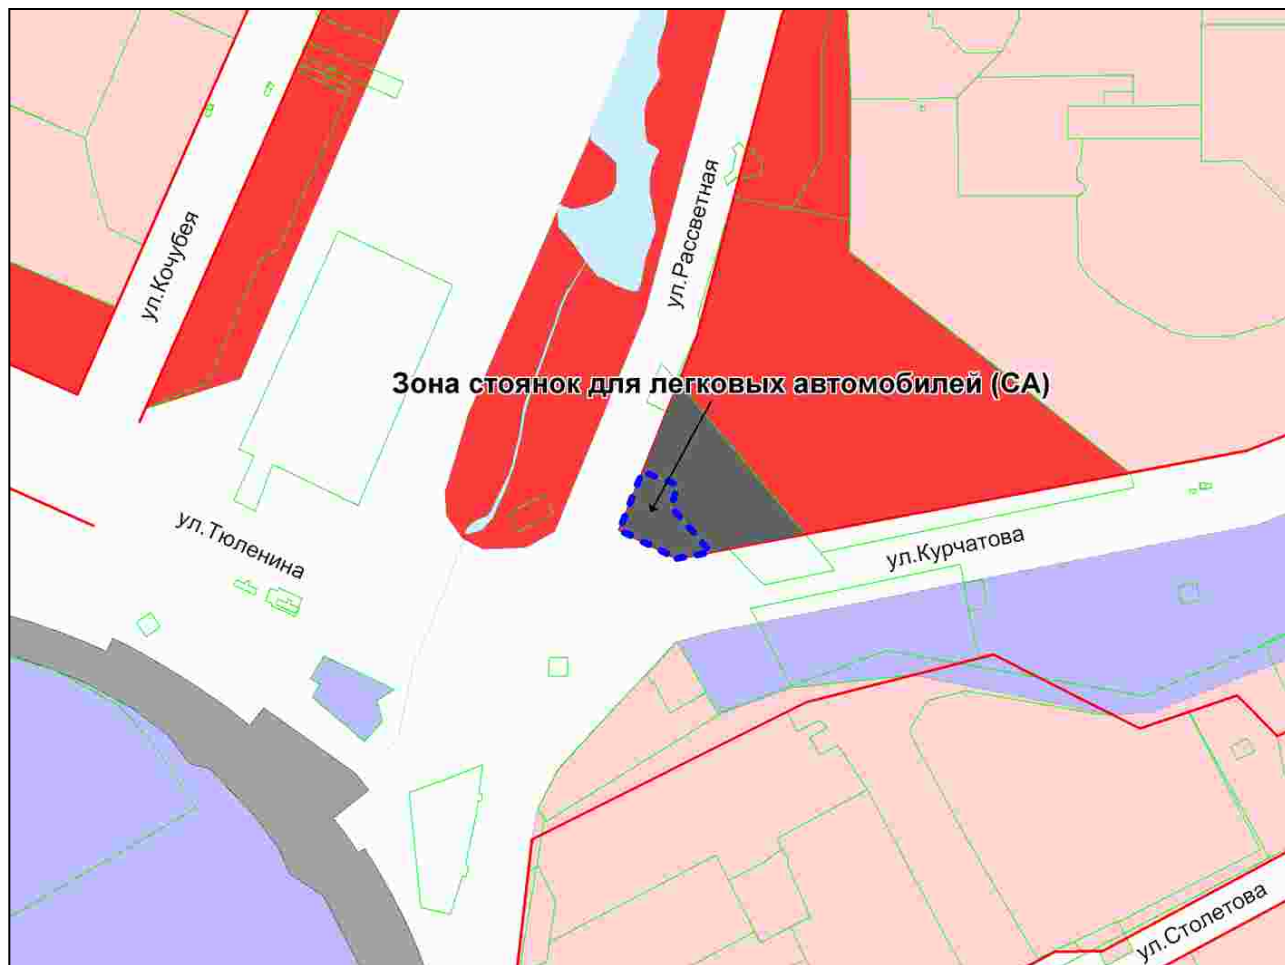 ул.Кочубея
ул.Рассветная
Зона стоянок для легковых автомобилей (СА)
ул.Тюленина
ул.Курчатова
ул.Столетова